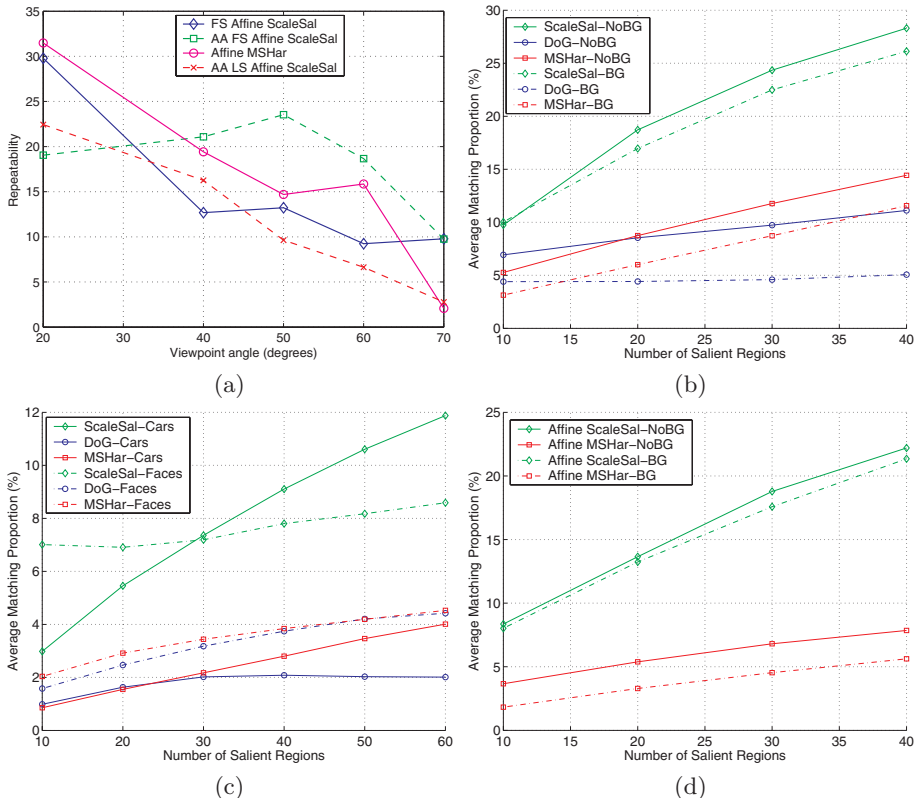 FS Affine ScaleSal
AA FS Affine ScaleSal
Affine MSHar
AA LS Affine ScaleSal
35
30
25
20
15
10
5
0
Repeatability
20 30 40 50 60 70
Viewpoint angle (degrees)
(a)
ScaleSal-NoBG
DoG-NoBG
MSHar-NoBG
ScaleSal-BG
DoG-BG
MSHar-BG
30
25
20
15
10
5
0
Average Matching Proportion (%)
10 15 20 25 30 35 40
Number of Salient Regions
(b)
ScaleSal-Cars
DoG-Cars
MSHar-Cars
ScaleSal-Faces
DoG-Faces
MSHar-Faces
12
10
8
6
4
2
0
Average Matching Proportion (%)
10 20 30 40 50 60
Number of Salient Regions
(c)
Affine ScaleSal-NoBG
Affine MSHar-NoBG
Affine ScaleSal-BG
Affine MSHar-BG
25
20
15
10
5
0
Average Matching Proportion (%)
10 15 20 25 30 35 40
Number of Salient Regions
(d)